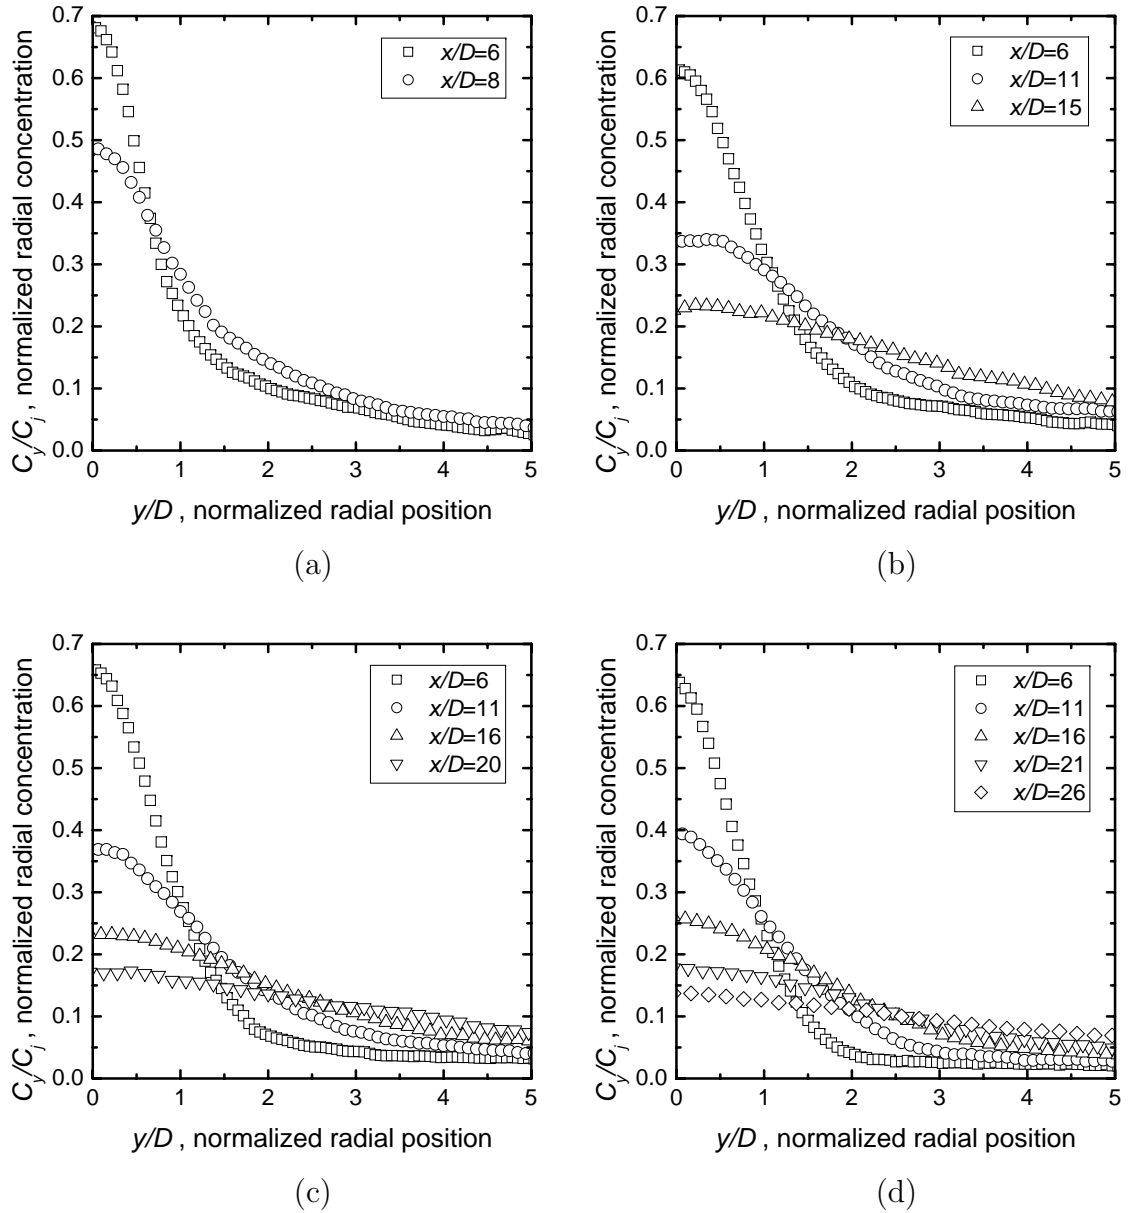 C_y/C_j, normalized radial concentration
0.7
0.6
0.5
0.4
0.3
0.2
0.1
0.0
x/D=6
x/D=8
0 1 2 3 4 5
y/D , normalized radial position
(a)
C_y/C_j, normalized radial concentration
0.7
0.6
0.5
0.4
0.3
0.2
0.1
0.0
x/D=6
x/D=11
x/D=15
0 1 2 3 4 5
y/D , normalized radial position
(b)
C_y/C_j, normalized radial concentration
0.7
0.6
0.5
0.4
0.3
0.2
0.1
0.0
x/D=6
x/D=11
x/D=16
x/D=20
0 1 2 3 4 5
y/D , normalized radial position
(c)
C_y/C_j, normalized radial concentration
0.7
0.6
0.5
0.4
0.3
0.2
0.1
0.0
x/D=6
x/D=11
x/D=16
x/D=21
x/D=26
0 1 2 3 4 5
y/D , normalized radial position
(d)